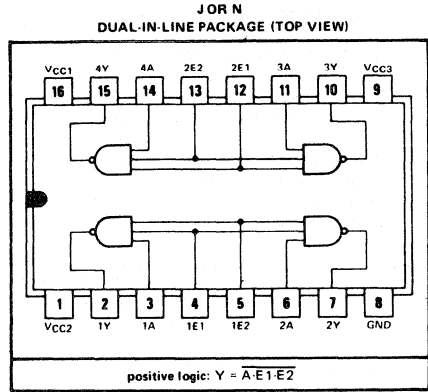 J OR N
DUAL-IN-LINE PACKAGE (TOP VIEW)
VCC1 4Y 4A 2E2 2E1 3A 3Y VCC3
16 15 14 13 12 11 10 9
1 2 3 4 5 6 7 8
VCC2 1Y 1A 1E1 1E2 2A 2Y GND
positive logic: Y = A·E1·E2